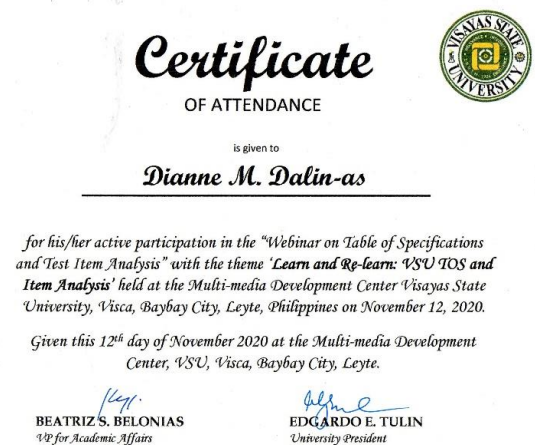 Certificate
VISAYAS STATE
UNIVERSITY
OF ATTENDANCE
is given to
Dianne M. Dalin-as
for his/her active participation in the “Webinar on Table of Specifications
and Test Item Analysis” with the theme ‘Learn and Re-learn: VSU TOS and
Item Analysis’ held at the Multi-media Development Center Visayas State
University, Visca, Baybay City, Leyte, Philippines on November 12, 2020.
Given this 12th day of November 2020 at the Multi-media Development
Center, VSU, Visca, Baybay City, Leyte.
BEATRIZ S. BELONIAS
VP for Academic Affairs
EDGARDO E. TULIN
University President